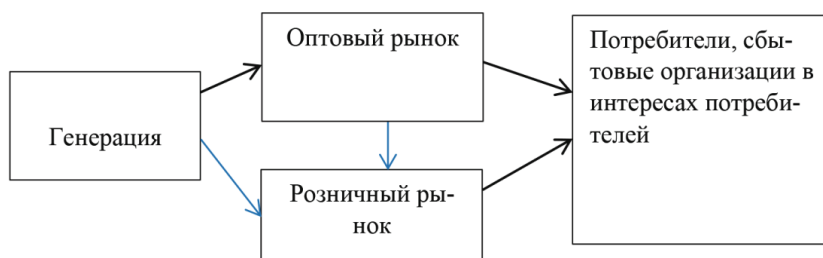 Генерация
Оптовый рынок
Розничный ры-
нок
Потребители, сбы-
товые организации в
интересах потреби-
телей